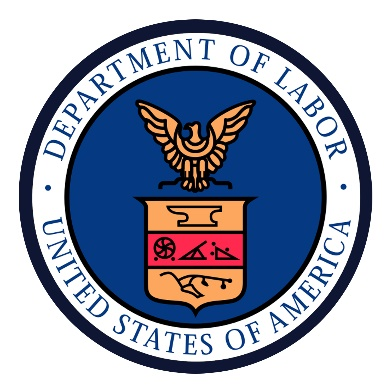 DEPARTMENT OF LABOR
UNITED STATES OF AMERICA